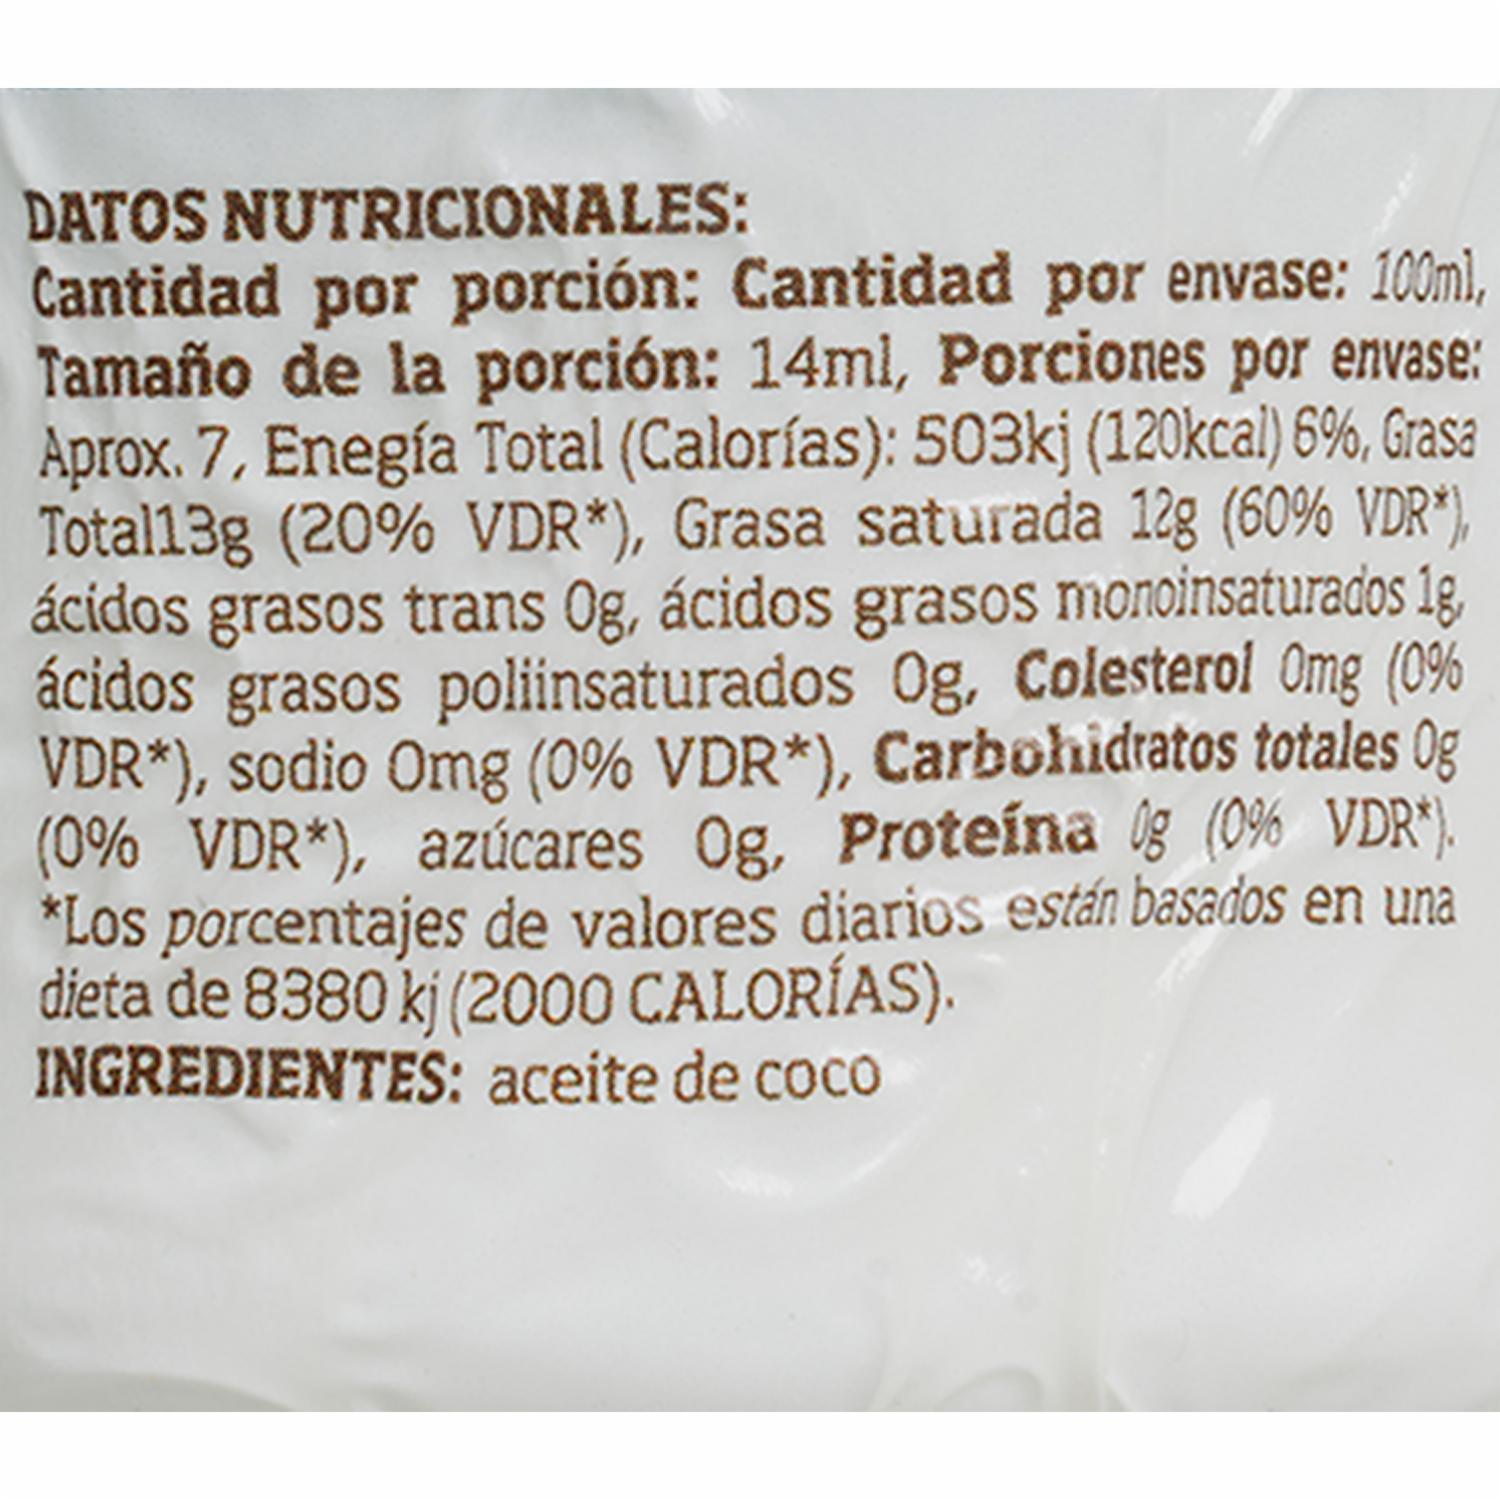 DATOS NUTRICIONALES:
Cantidad por porción: Cantidad por envase: 100ml,
Tamaño de la porción: 14ml, Porciones por envase:
Aprox. 7, Enegía Total (Calorías): 503kj (120kcal) 6%, Grasa
Total13g (20% VDR*), Grasa saturada 12g (60% VDR*),
ácidos grasos trans 0g, ácidos grasos monoinsaturados 1g,
ácidos grasos poliinsaturados 0g, Colesterol 0mg (0%
VDR*), sodio 0mg (0% VDR*), Carbohidratos totales 0g
(0% VDR*), azúcares 0g, Proteína 0g (0% VDR*).
*Los porcentajes de valores diarios están basados en una
dieta de 8380 kj (2000 CALORÍAS).
INGREDIENTES: aceite de coco